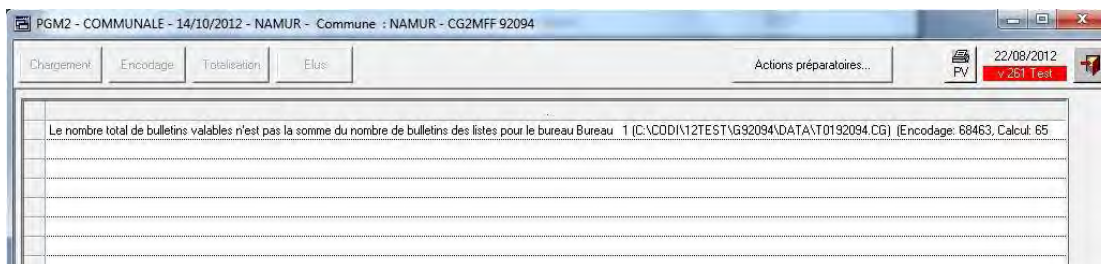 PGM2 - COMMUNALE - 14/10/2012 - NAMUR - Commune : NAMUR - CG2MFF 92094
Chargement Encodage Totalisation Elus Actions préparatoires... PV 22/08/2012
v 261 Test
Le nombre total de bulletins valables n'est pas la somme du nombre de bulletins des listes pour le bureau Bureau 1 (C:\CODI\12TEST\G92094\DATA\T0192094.CG) (Encodage: 68463, Calcul: 65